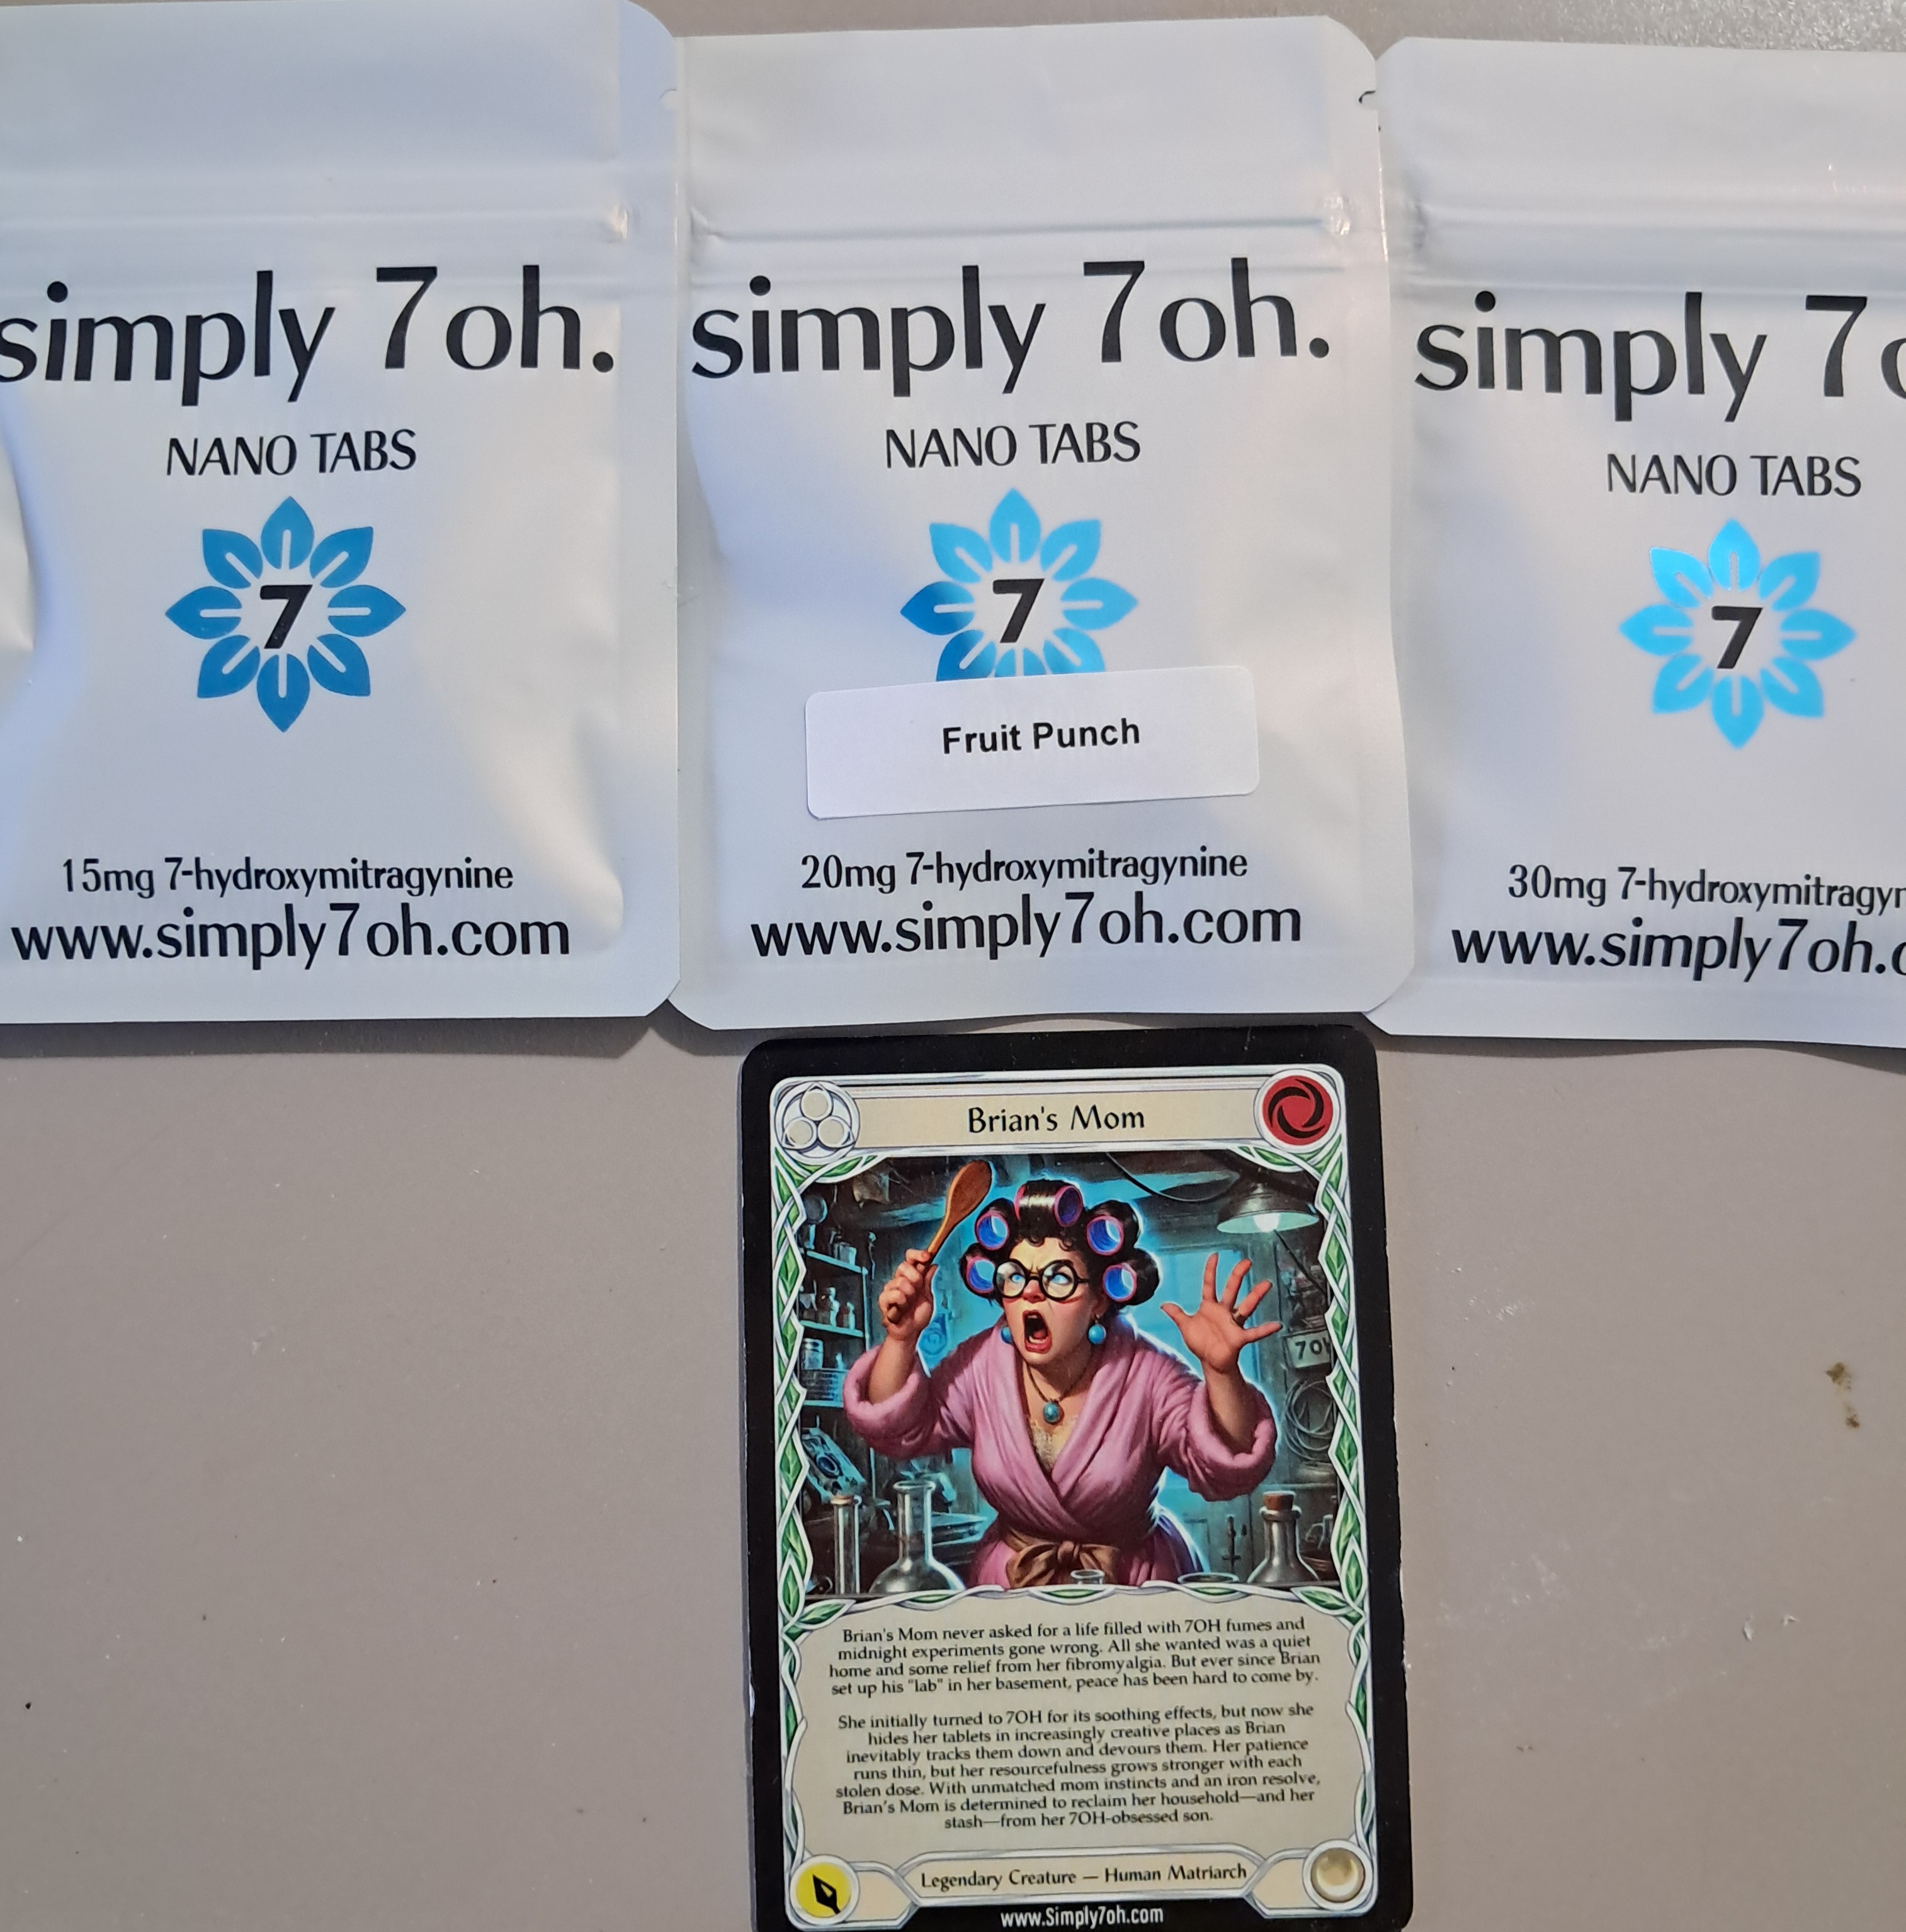 simply 7oh.
NANO TABS
7
15mg 7-hydroxymitragynine
www.simply7oh.com
simply 7oh.
NANO TABS
7
Fruit Punch
20mg 7-hydroxymitragynine
www.simply7oh.com
simply 7o
NANO TABS
7
30mg 7-hydroxymitragyn
www.simply7oh.c
Brian's Mom
7OH
Brian's Mom never asked for a life filled with 7OH fumes and
midnight experiments gone wrong. All she wanted was a quiet
home and some relief from her fibromyalgia. But ever since Brian
set up his "lab" in her basement, peace has been hard to come by.
She initially turned to 7OH for its soothing effects, but now she
hides her tablets in increasingly creative places as Brian
inevitably tracks them down and devours them. Her patience
runs thin, but her resourcefulness grows stronger with each
stolen dose. With unmatched mom instincts and an iron resolve,
Brian's Mom is determined to reclaim her household—and her
stash—from her 7OH-obsessed son.
Legendary Creature — Human Matriarch
www.Simply7oh.com